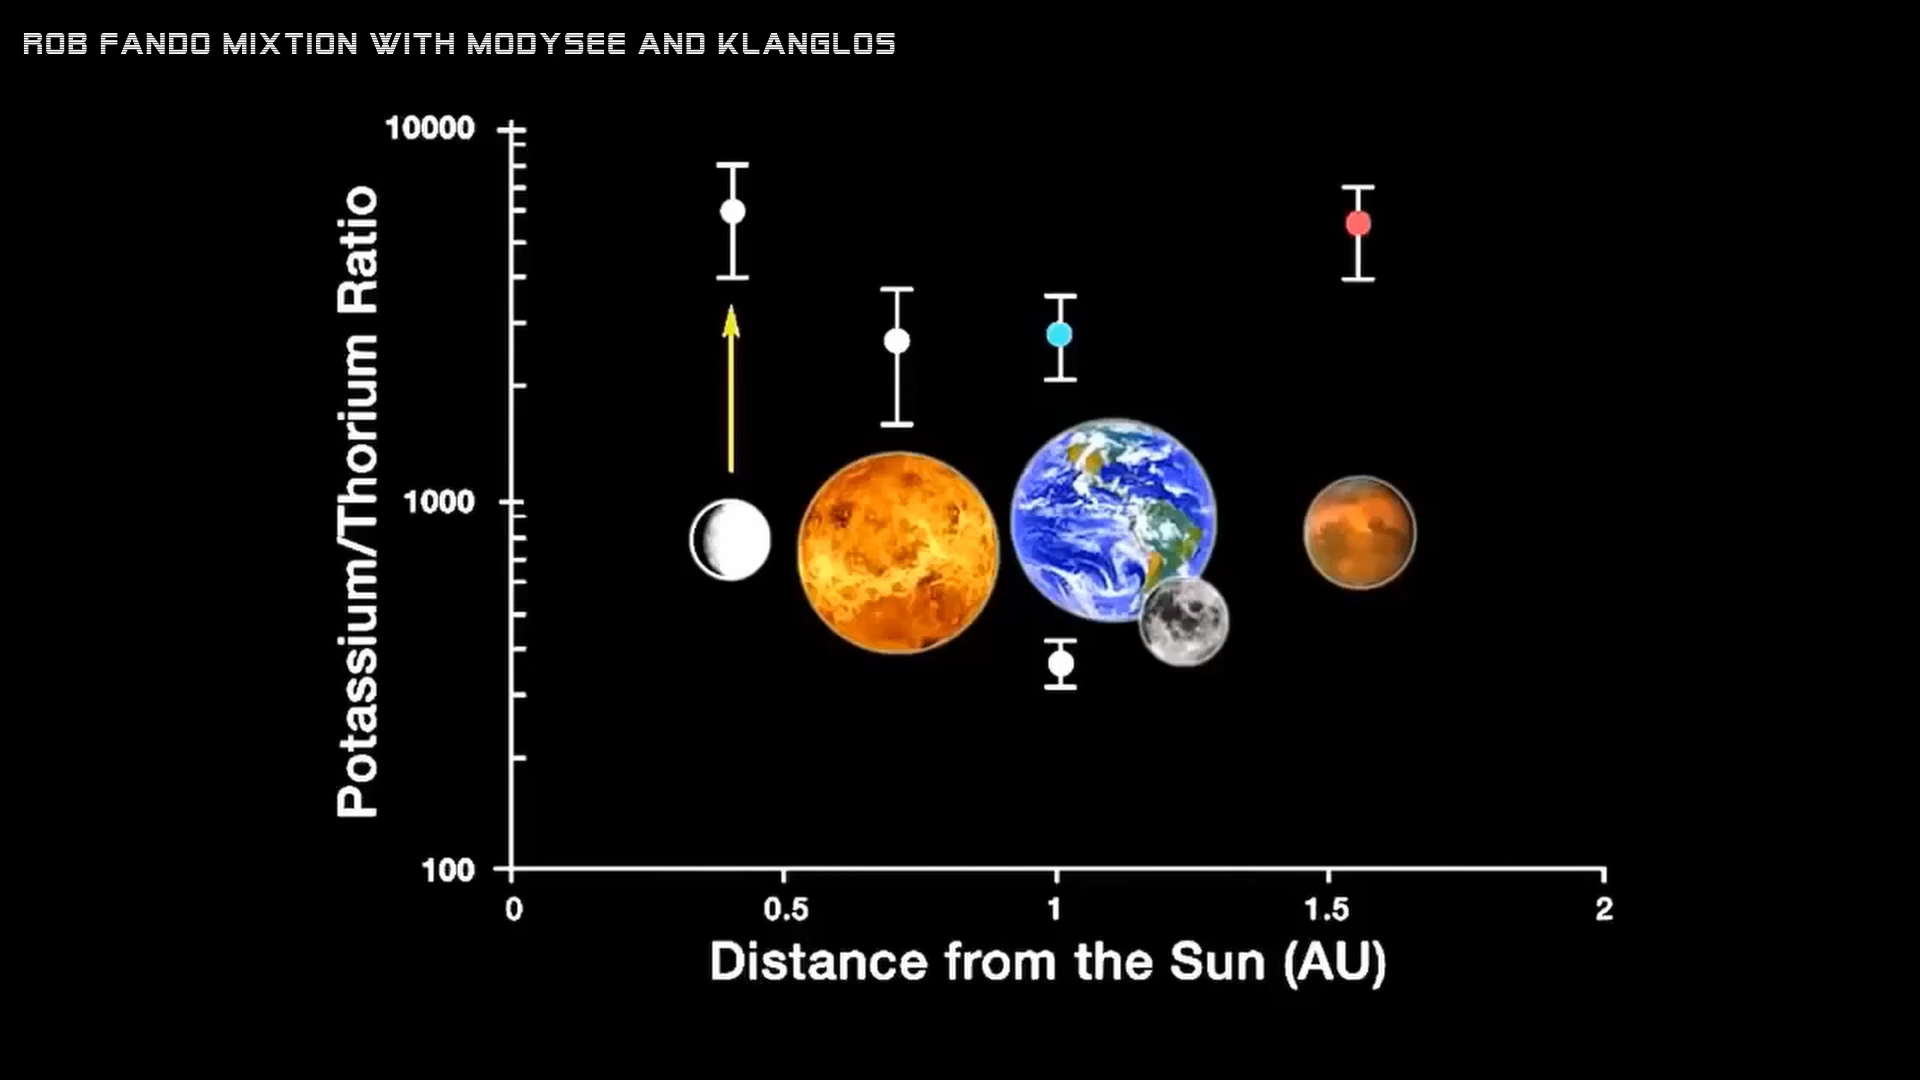 ROB FANDO MIXTION WITH MODYSEE AND KLANGLOS
10000
1000
100
Potassium/Thorium Ratio
0 0.5 1 1.5 2
Distance from the Sun (AU)